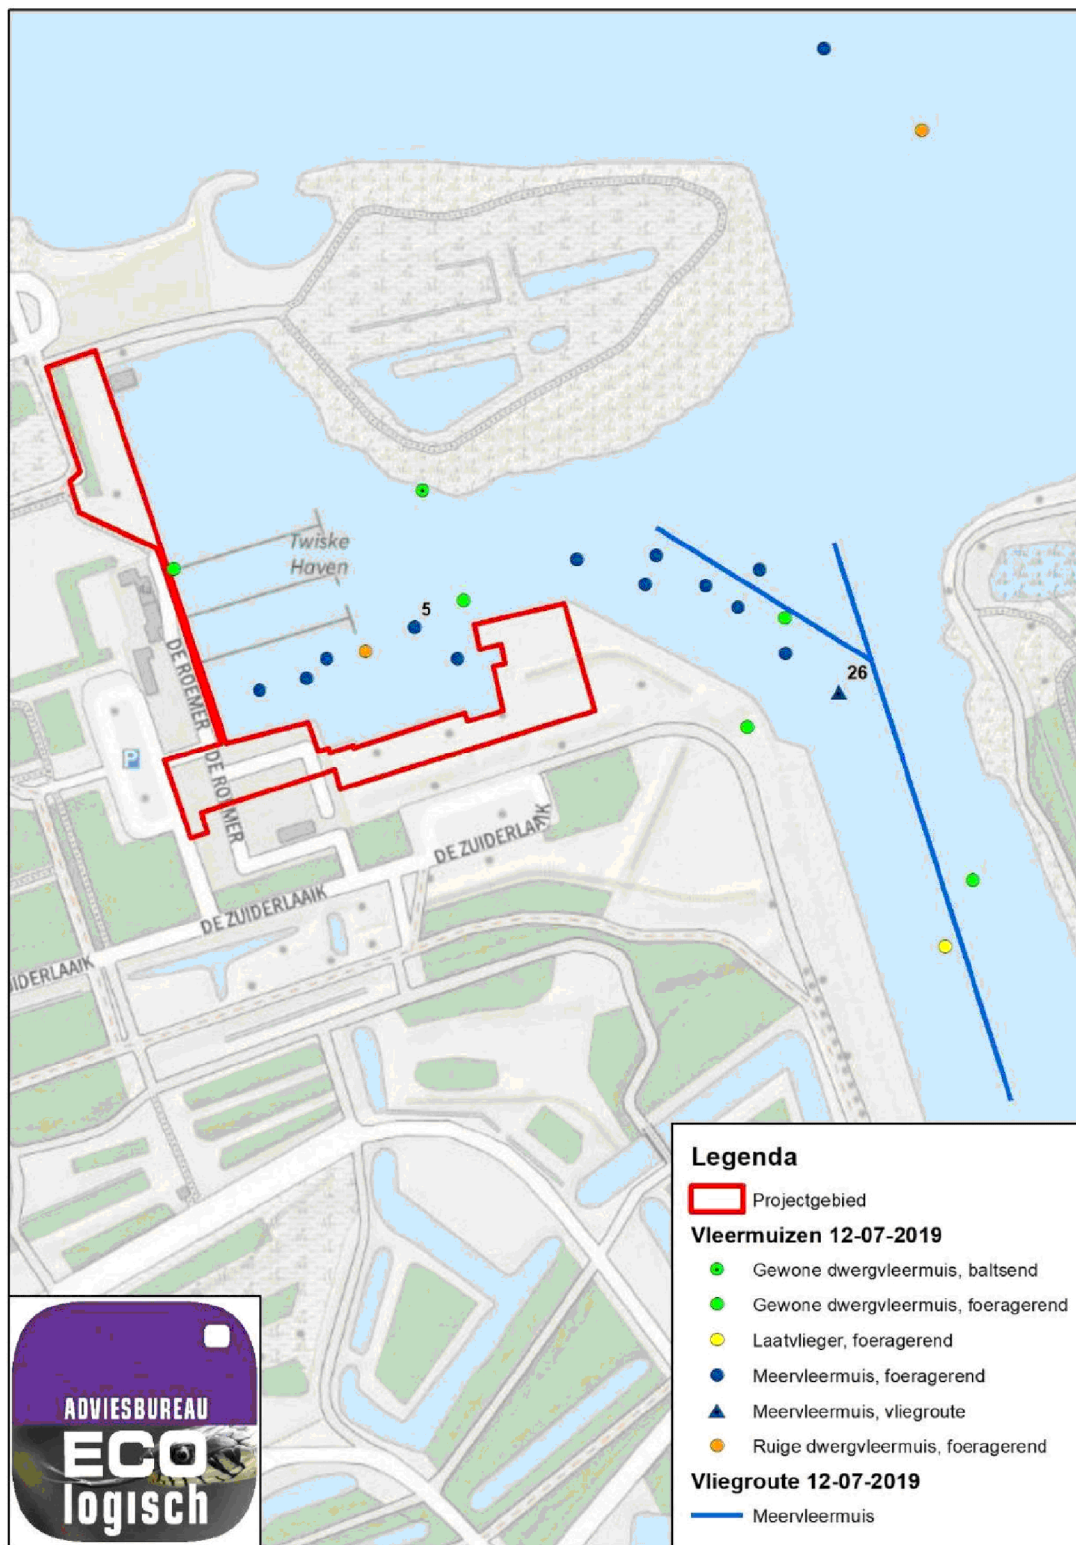 Twiske
Haven
5
26
DE ROEMER
DE ROEMER
P
DE ZUIDERLAAIK
DE ZUIDERLAAIK
UIDERLAAIK
Legenda
Projectgebied
Vleermuizen 12-07-2019
Gewone dwergvleermuis, baltsend
Gewone dwergvleermuis, foeragerend
Laatvlieger, foeragerend
Meervleermuis, foeragerend
Meervleermuis, vliegroute
Ruige dwergvleermuis, foeragerend
Vliegroute 12-07-2019
Meervleermuis
ADVIESBUREAU
ECO
logisch